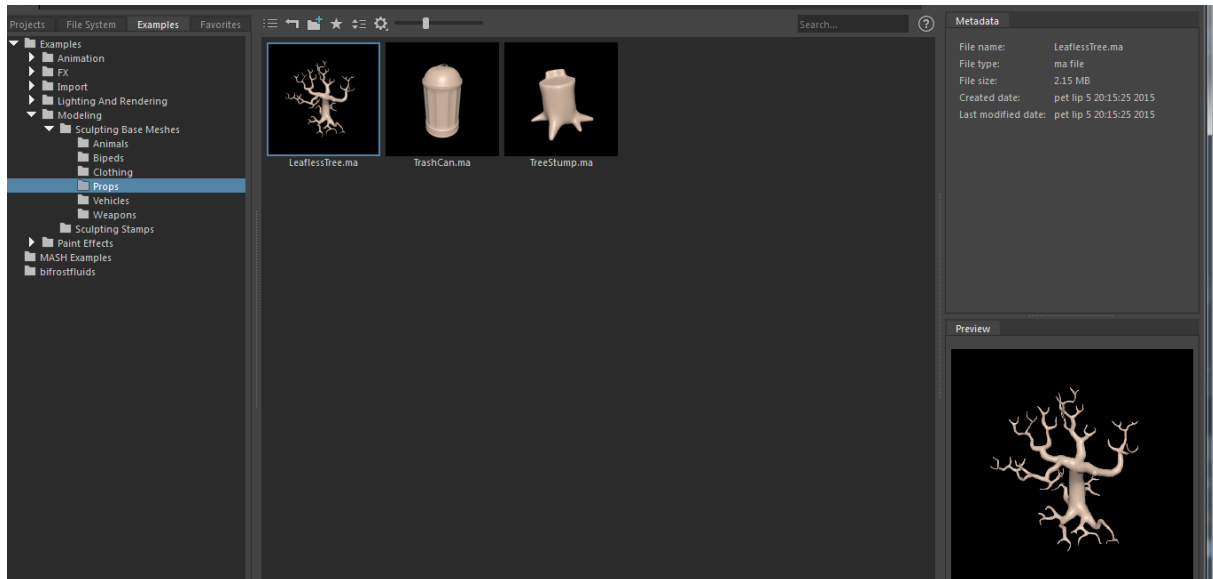 Projects File System Examples Favorites
Search...
?
Examples
Animation
FX
Import
Lighting And Rendering
Modeling
Sculpting Base Meshes
Animals
Bipeds
Clothing
Props
Vehicles
Weapons
Sculpting Stamps
Paint Effects
MASH Examples
bifrostfluids
LeaflessTree.ma TrashCan.ma TreeStump.ma
Metadata
File name: LeaflessTree.ma
File type: ma file
File size: 2.15 MB
Created date: pet lip 5 20:15:25 2015
Last modified date: pet lip 5 20:15:25 2015
Preview